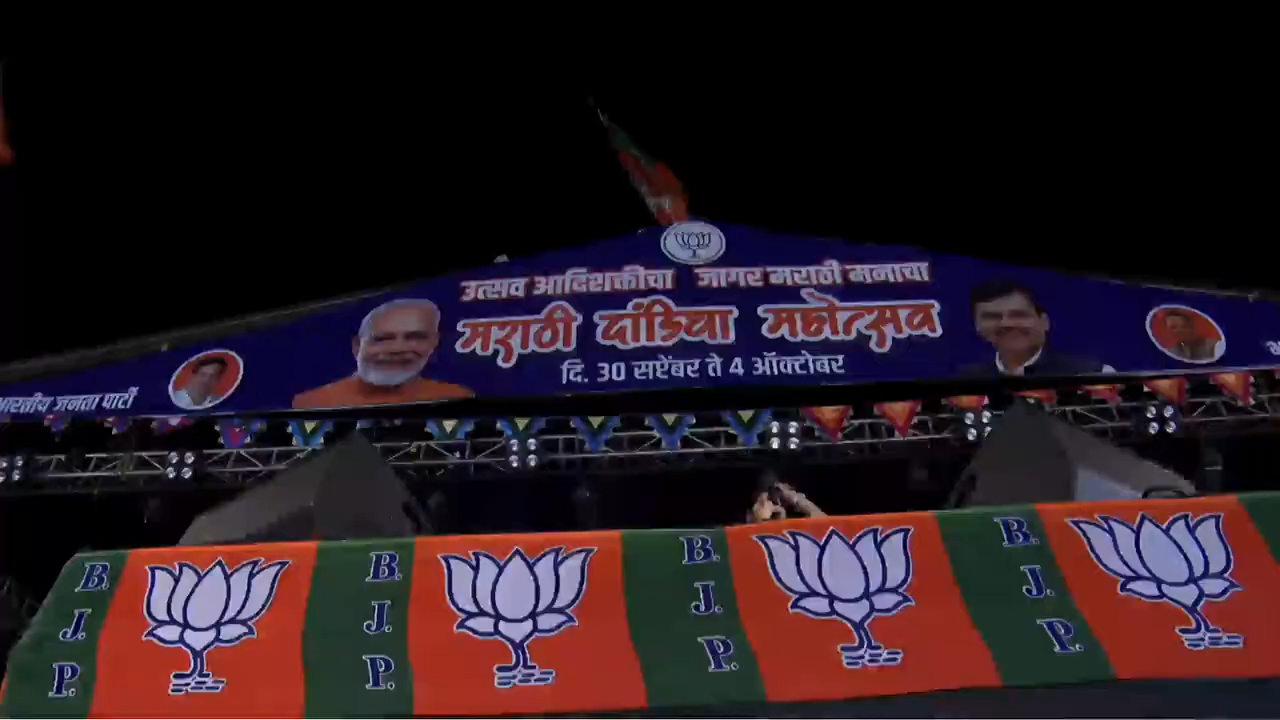 उत्सव आदिशक्तीचा जागर मराठी मनाचा
मराठी दांडिया महोत्सव
दि. 30 सप्टेंबर ते 4 ऑक्टोबर
भारतीय जनता पार्टी
B. J. P.
B. J. P.
B. J. P.
B. J. P.